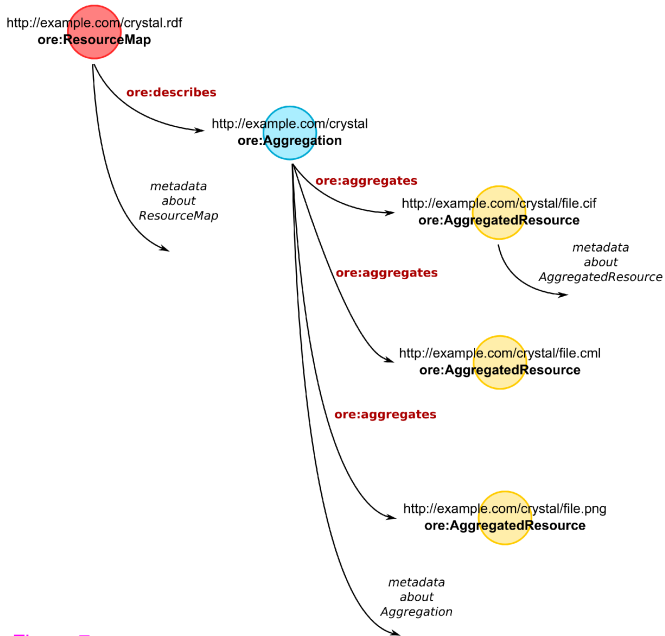 http://example.com/crystal.rdf
ore:ResourceMap
ore:describes
http://example.com/crystal
ore:Aggregation
metadata
about
ResourceMap
ore:aggregates
http://example.com/crystal/file.cif
ore:AggregatedResource
metadata
about
AggregatedResource
ore:aggregates
http://example.com/crystal/file.cml
ore:AggregatedResource
ore:aggregates
http://example.com/crystal/file.png
ore:AggregatedResource
metadata
about
Aggregation